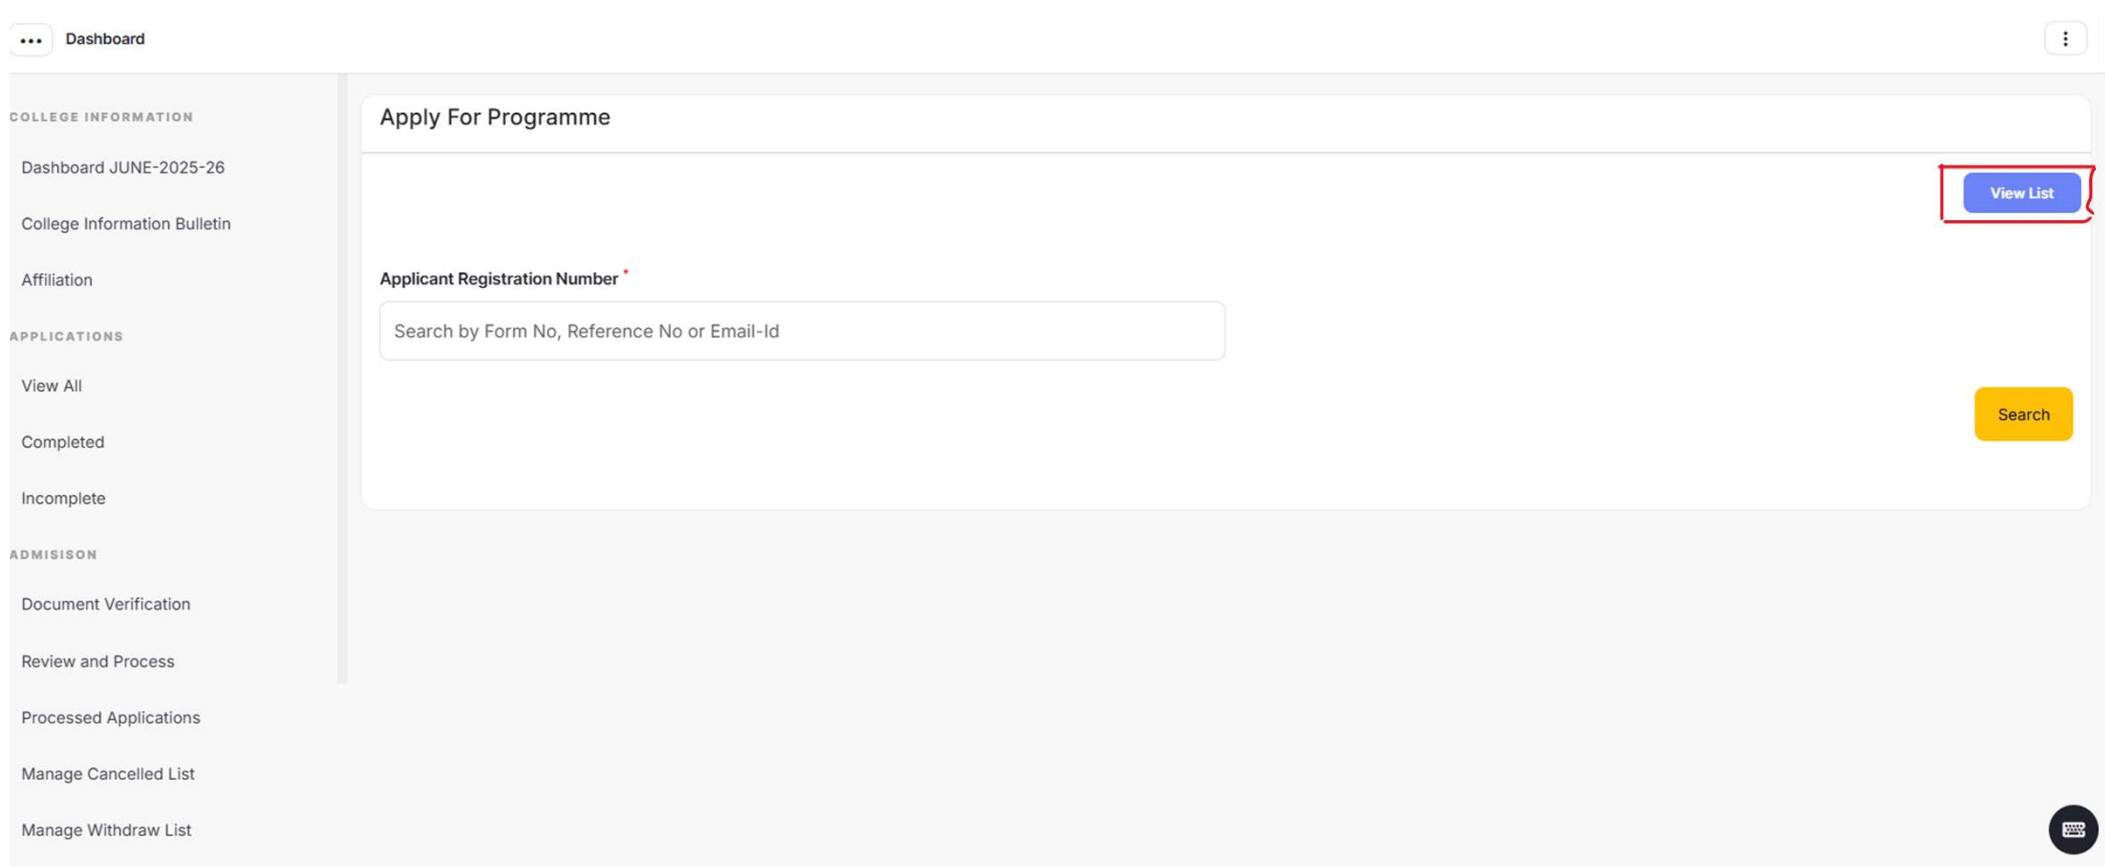 Dashboard
COLLEGE INFORMATION
Dashboard JUNE-2025-26
College Information Bulletin
Affiliation
APPLICATIONS
View All
Completed
Incomplete
ADMISISON
Document Verification
Review and Process
Processed Applications
Manage Cancelled List
Manage Withdraw List
Apply For Programme
View List
Applicant Registration Number *
Search by Form No, Reference No or Email-Id
Search